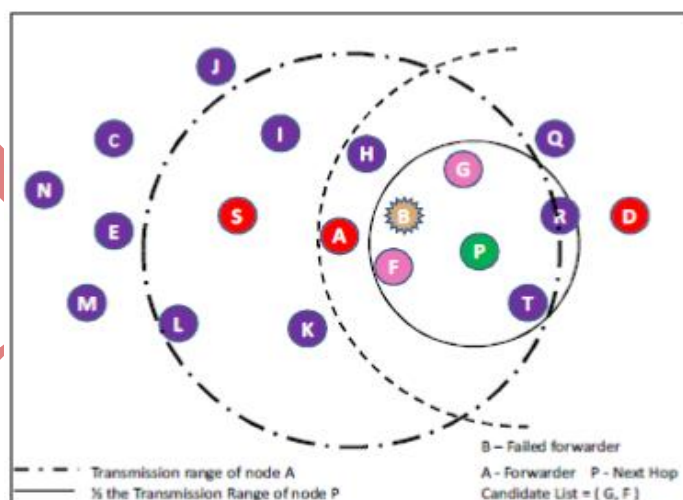 J
C
I
H
Q
G
N
S
B
R
D
E
A
P
F
M
T
L
K
B – Failed forwarder
Transmission range of node A
A - Forwarder P - Next Hop
½ the Transmission Range of node P
Candidate List = { G, F }